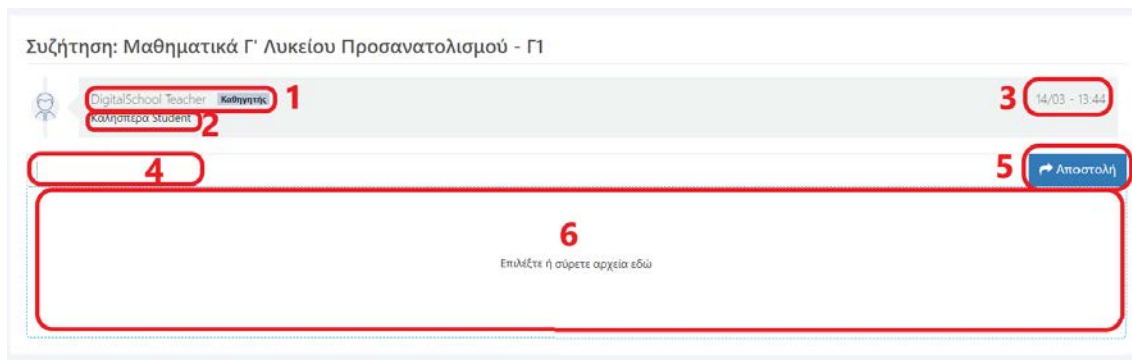 Συζήτηση: Μαθηματικά Γ' Λυκείου Προσανατολισμού - Γ1
DigitalSchool Teacher Καθηγητής 1 3 14/03 - 13:44
Καλησπέρα Student 2
4 5 Αποστολή
6
Επιλέξτε ή σύρετε αρχεία εδώ